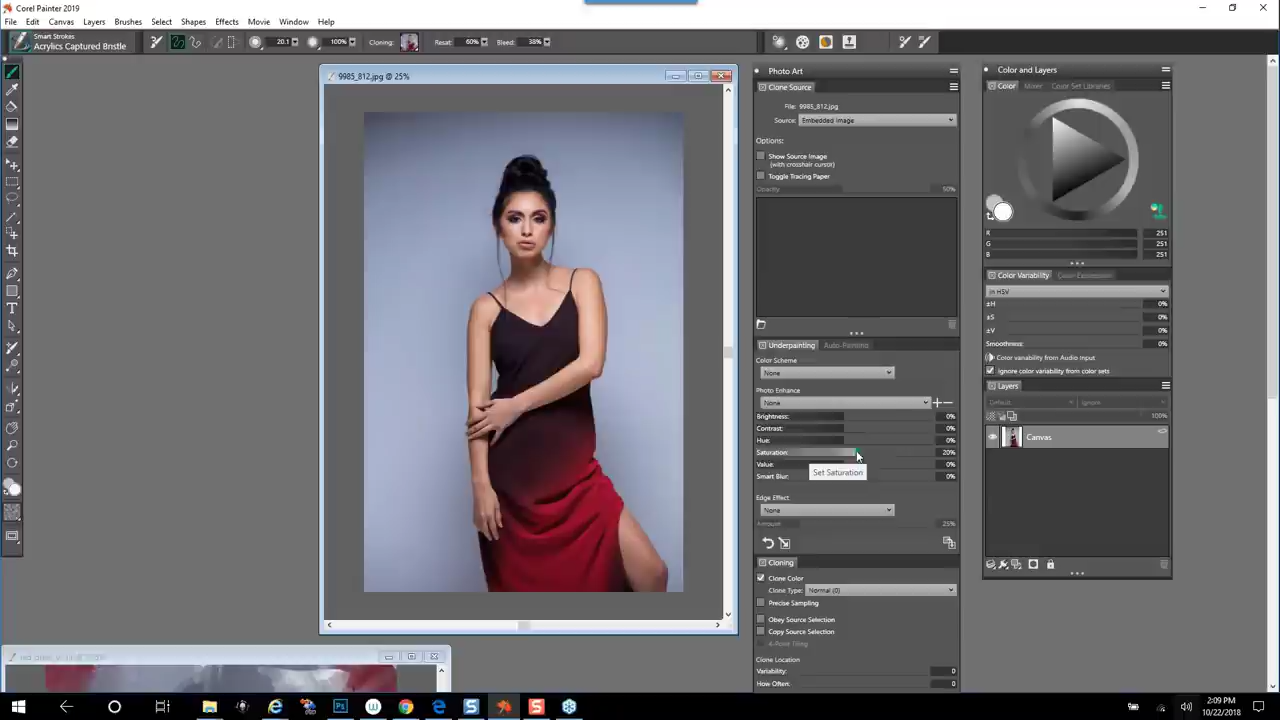 Corel Painter 2019
File Edit Canvas Layers Brushes Select Shapes Effects Movie Window Help
Smart Strokes
Acrylics Captured Bristle
20.1 100% Cloning: Resat: 60% Bleed: 38%
9985_812.jpg @ 25%
Photo Art
Clone Source
File: 9985_812.jpg
Source: Embedded Image
Options:
Show Source Image
(with crosshair cursor)
Toggle Tracing Paper
Opacity 50%
Underpainting Auto-Painting
Color Scheme
None
Photo Enhance
None
Brightness: 0%
Contrast: 0%
Hue: 0%
Saturation: 20%
Value: 0%
Set Saturation
Smart Blur: 0%
Edge Effect
None
Amount 25%
Cloning
Clone Color
Clone Type: Normal (0)
Precise Sampling
Obey Source Selection
Copy Source Selection
4-Point Tiling
Clone Location
Variability: 0
How Often: 0
Color and Layers
Color Mixer Color Set Libraries
R 251
G 251
B 251
Color Variability Color Expression
in HSV
±H 0%
±S 0%
±V 0%
Smoothness: 0%
Color variability from Audio Input
Ignore color variability from color sets
Layers
Default Ignore
100%
Canvas
2:09 PM
10/22/2018